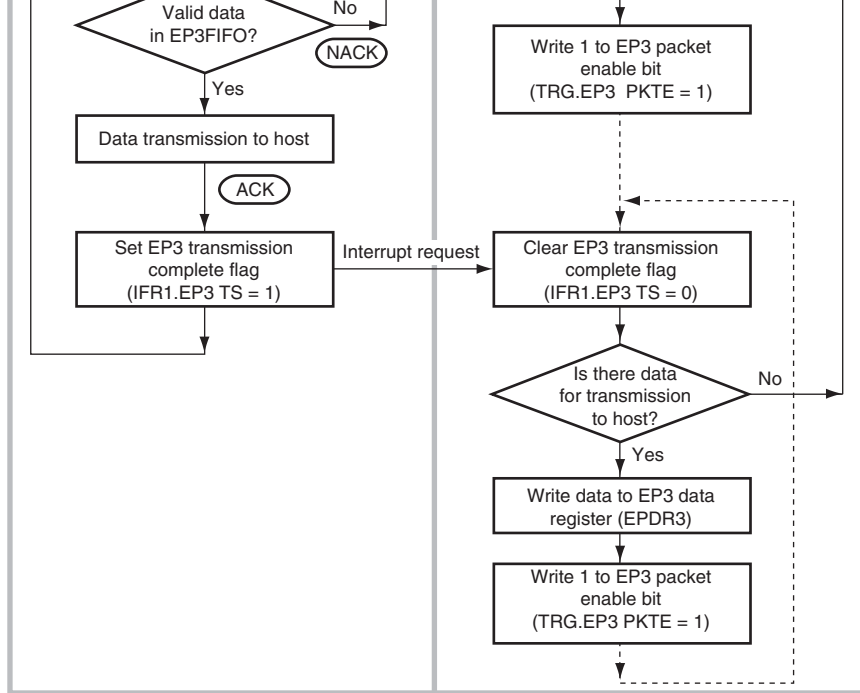 Valid data
in EP3FIFO?
No
NACK
Yes
Data transmission to host
ACK
Set EP3 transmission
complete flag
(IFR1.EP3 TS = 1)
Interrupt request
Write 1 to EP3 packet
enable bit
(TRG.EP3 PKTE = 1)
Clear EP3 transmission
complete flag
(IFR1.EP3 TS = 0)
Is there data
for transmission
to host?
No
Yes
Write data to EP3 data
register (EPDR3)
Write 1 to EP3 packet
enable bit
(TRG.EP3 PKTE = 1)